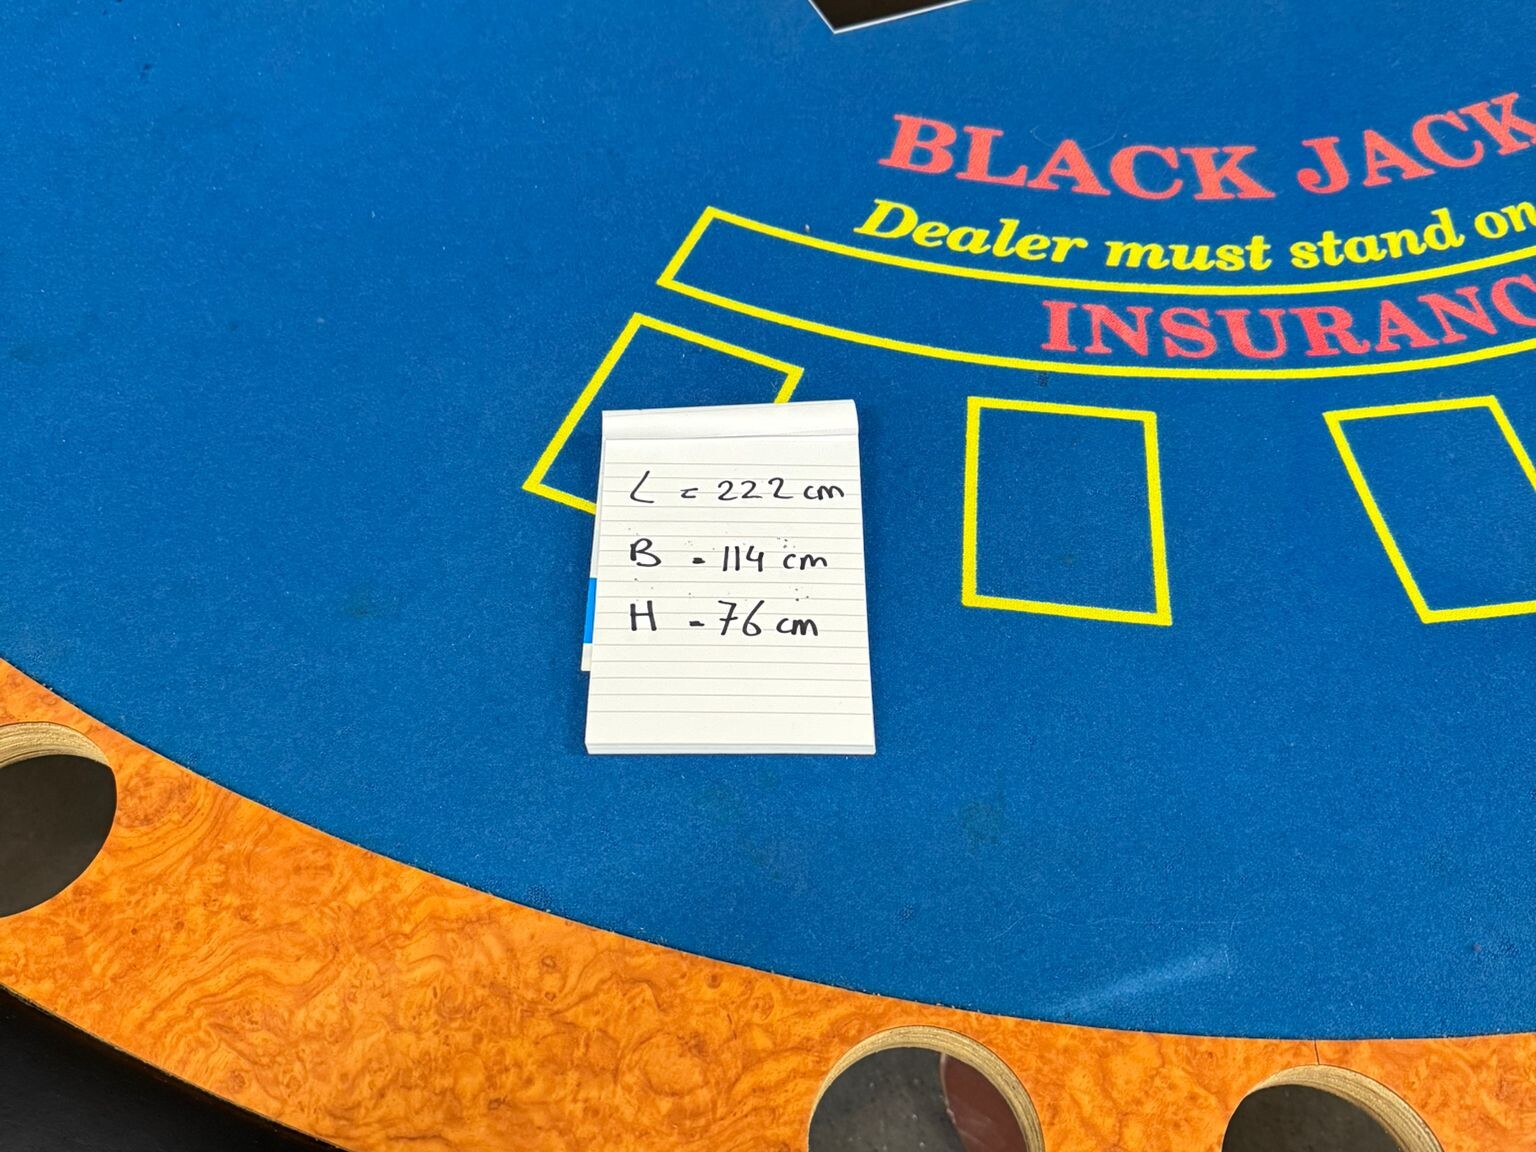 BLACK JACK
Dealer must stand on
INSURANC
L = 222 cm
B = 114 cm
H = 76 cm